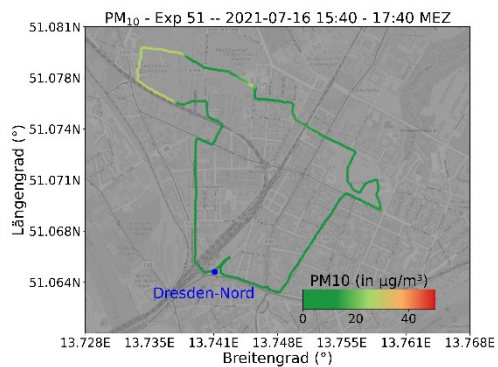 PM₁₀ - Exp 51 -- 2021-07-16 15:40 - 17:40 MEZ
51.081N
51.078N
51.074N
51.071N
51.068N
51.064N
Längengrad (°)
Dresden-Nord
PM10 (in µg/m³)
0 20 40
13.728E 13.735E 13.741E 13.748E 13.755E 13.761E 13.768E
Breitengrad (°)